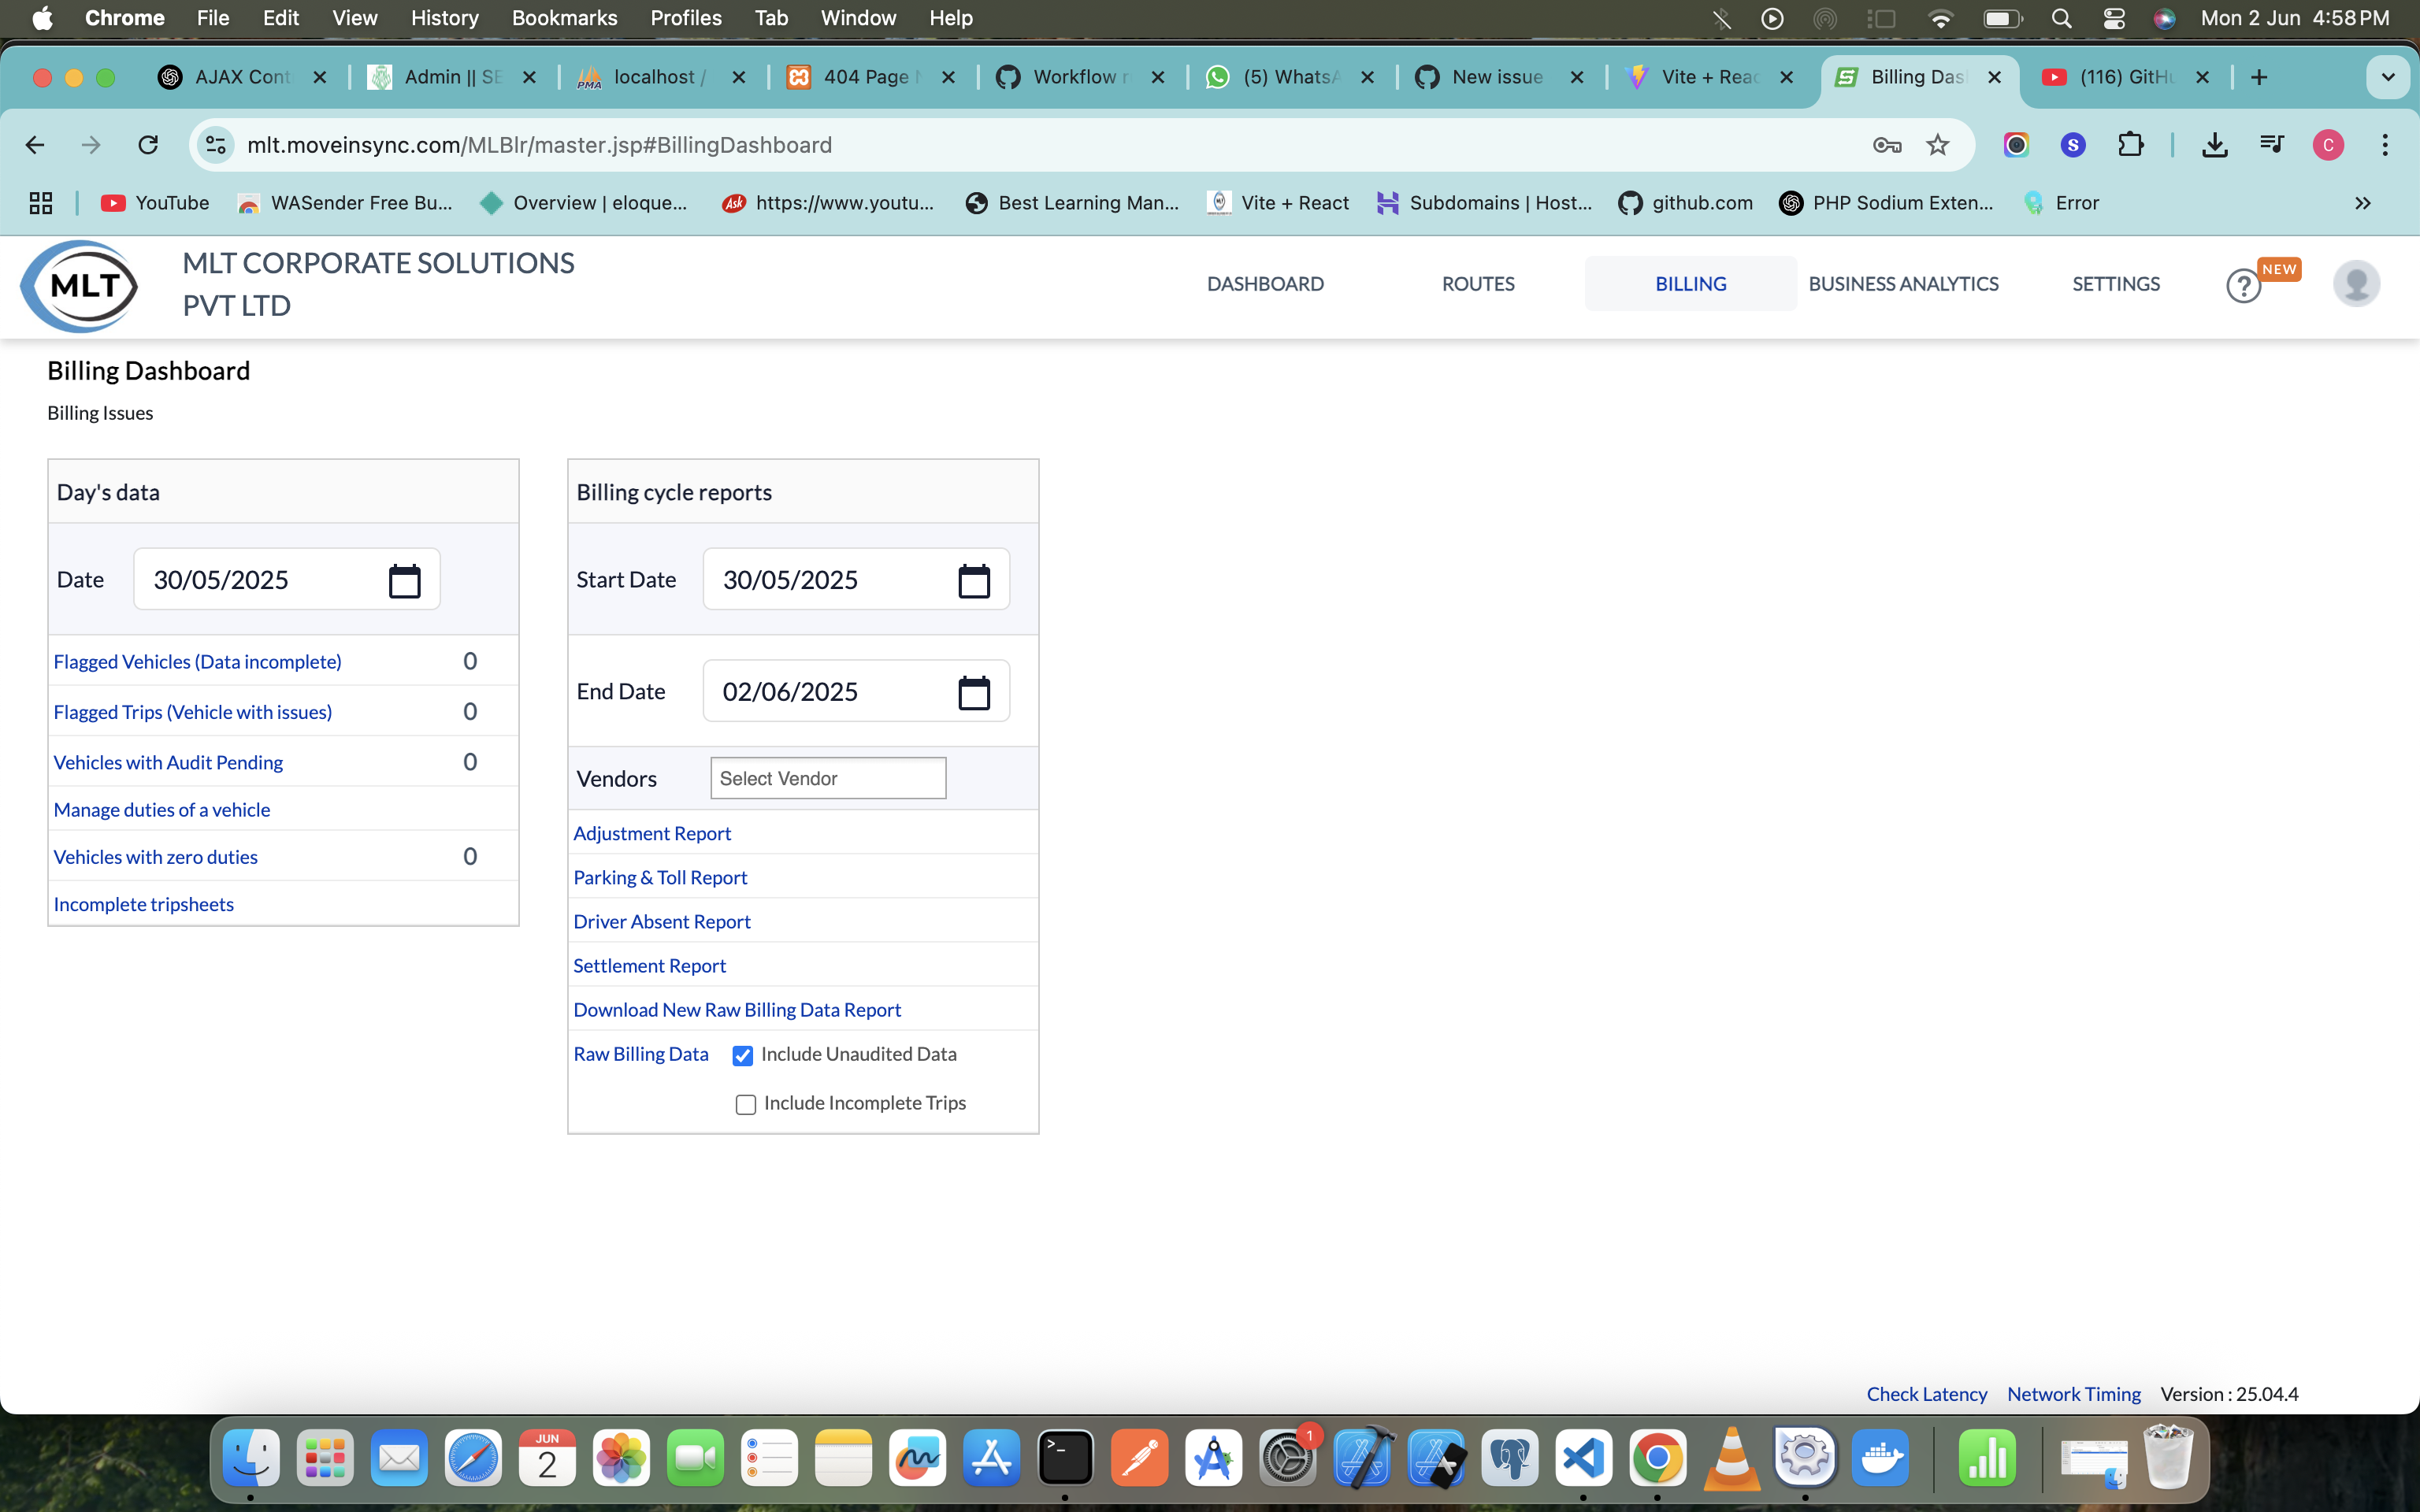 Chrome File Edit View History Bookmarks Profiles Tab Window Help Mon 2 Jun 4:58 PM
AJAX Cont Admin || SE localhost / 404 Page Workflow r (5) WhatsA New issue Vite + Reac Billing Das (116) GitHu
mlt.moveinsync.com/MLBlr/master.jsp#BillingDashboard
S C
YouTube WASender Free Bu... Overview | eloque... https://www.youtu... Best Learning Man... Vite + React Subdomains | Host... github.com PHP Sodium Exten... Error
MLT
MLT CORPORATE SOLUTIONS
PVT LTD
DASHBOARD ROUTES BILLING BUSINESS ANALYTICS SETTINGS ? NEW
Billing Dashboard
Billing Issues
Day's data
Date 30/05/2025
Flagged Vehicles (Data incomplete) 0
Flagged Trips (Vehicle with issues) 0
Vehicles with Audit Pending 0
Manage duties of a vehicle
Vehicles with zero duties 0
Incomplete tripsheets
Billing cycle reports
Start Date 30/05/2025
End Date 02/06/2025
Vendors Select Vendor
Adjustment Report
Parking & Toll Report
Driver Absent Report
Settlement Report
Download New Raw Billing Data Report
Raw Billing Data Include Unaudited Data
Include Incomplete Trips
Check Latency Network Timing Version : 25.04.4
JUN
2
1